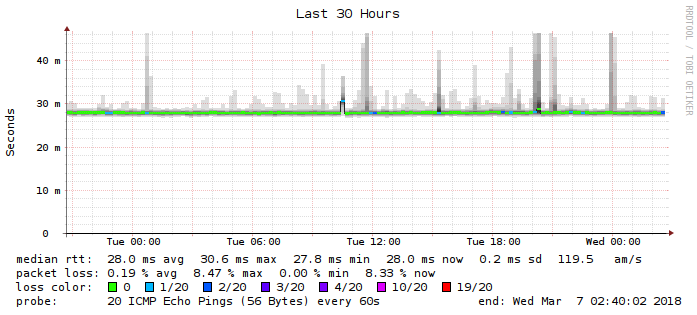 Last 30 Hours
RRDTOOL / TOBI OETIKER
Seconds
40 m
30 m
20 m
10 m
0
Tue 00:00 Tue 06:00 Tue 12:00 Tue 18:00 Wed 00:00
median rtt: 28.0 ms avg 30.6 ms max 27.8 ms min 28.0 ms now 0.2 ms sd 119.5 am/s
packet loss: 0.19 % avg 8.47 % max 0.00 % min 8.33 % now
loss color: 0 1/20 2/20 3/20 4/20 10/20 19/20
probe: 20 ICMP Echo Pings (56 Bytes) every 60s end: Wed Mar 7 02:40:02 2018